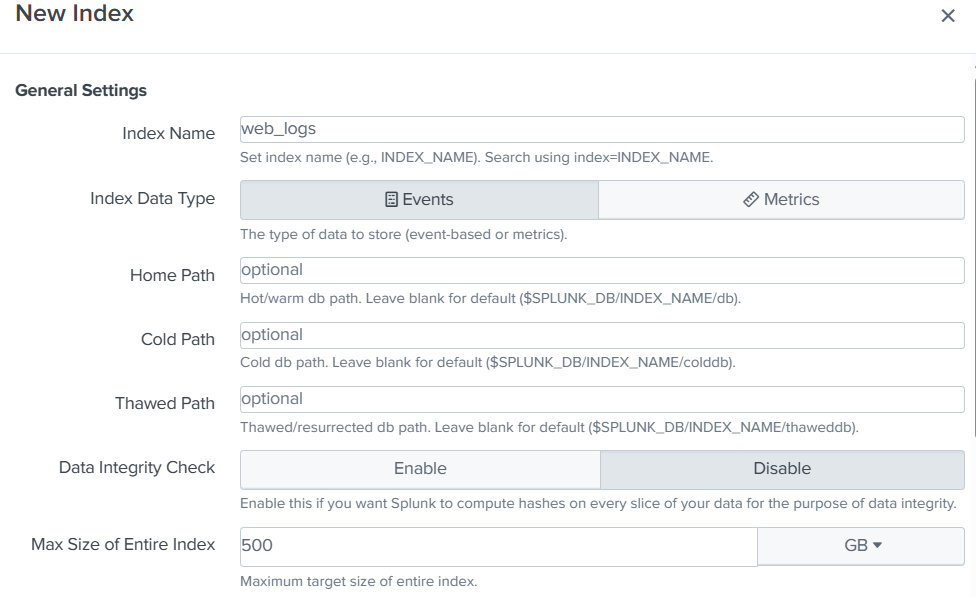 New Index
General Settings
Index Name
web_logs
Set index name (e.g., INDEX_NAME). Search using index=INDEX_NAME.
Index Data Type
Events
Metrics
The type of data to store (event-based or metrics).
Home Path
optional
Hot/warm db path. Leave blank for default ($SPLUNK_DB/INDEX_NAME/db).
Cold Path
optional
Cold db path. Leave blank for default ($SPLUNK_DB/INDEX_NAME/colddb).
Thawed Path
optional
Thawed/resurrected db path. Leave blank for default ($SPLUNK_DB/INDEX_NAME/thaweddb).
Data Integrity Check
Enable
Disable
Enable this if you want Splunk to compute hashes on every slice of your data for the purpose of data integrity.
Max Size of Entire Index
500
GB
Maximum target size of entire index.